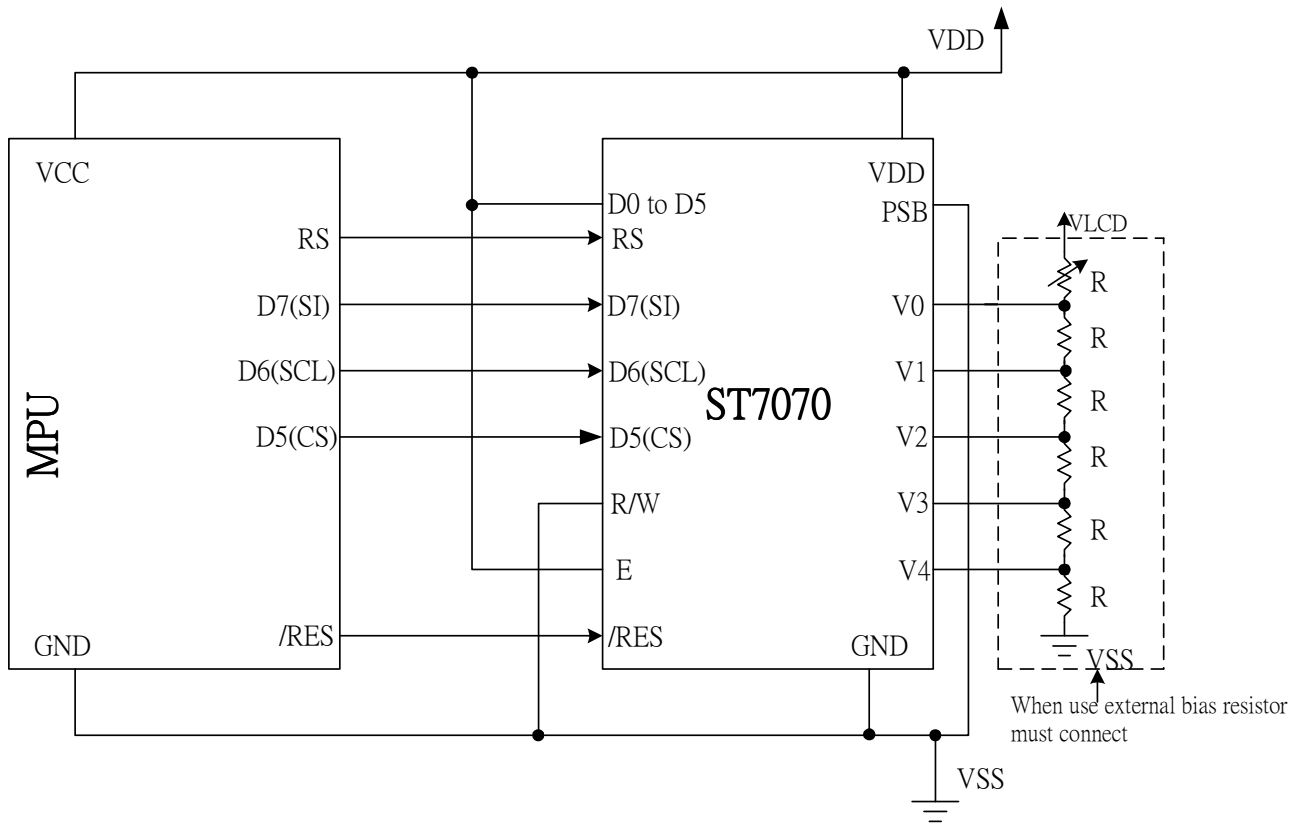 VDD
VCC
RS
D7(SI)
D6(SCL)
D5(CS)
MPU
/RES
GND
VDD
D0 to D5
PSB
RS
D7(SI)
D6(SCL)
D5(CS)
R/W
E
/RES
ST7070
V0
V1
V2
V3
V4
GND
VLCD
R
R
R
R
R
R
VSS
When use external bias resistor
must connect
VSS